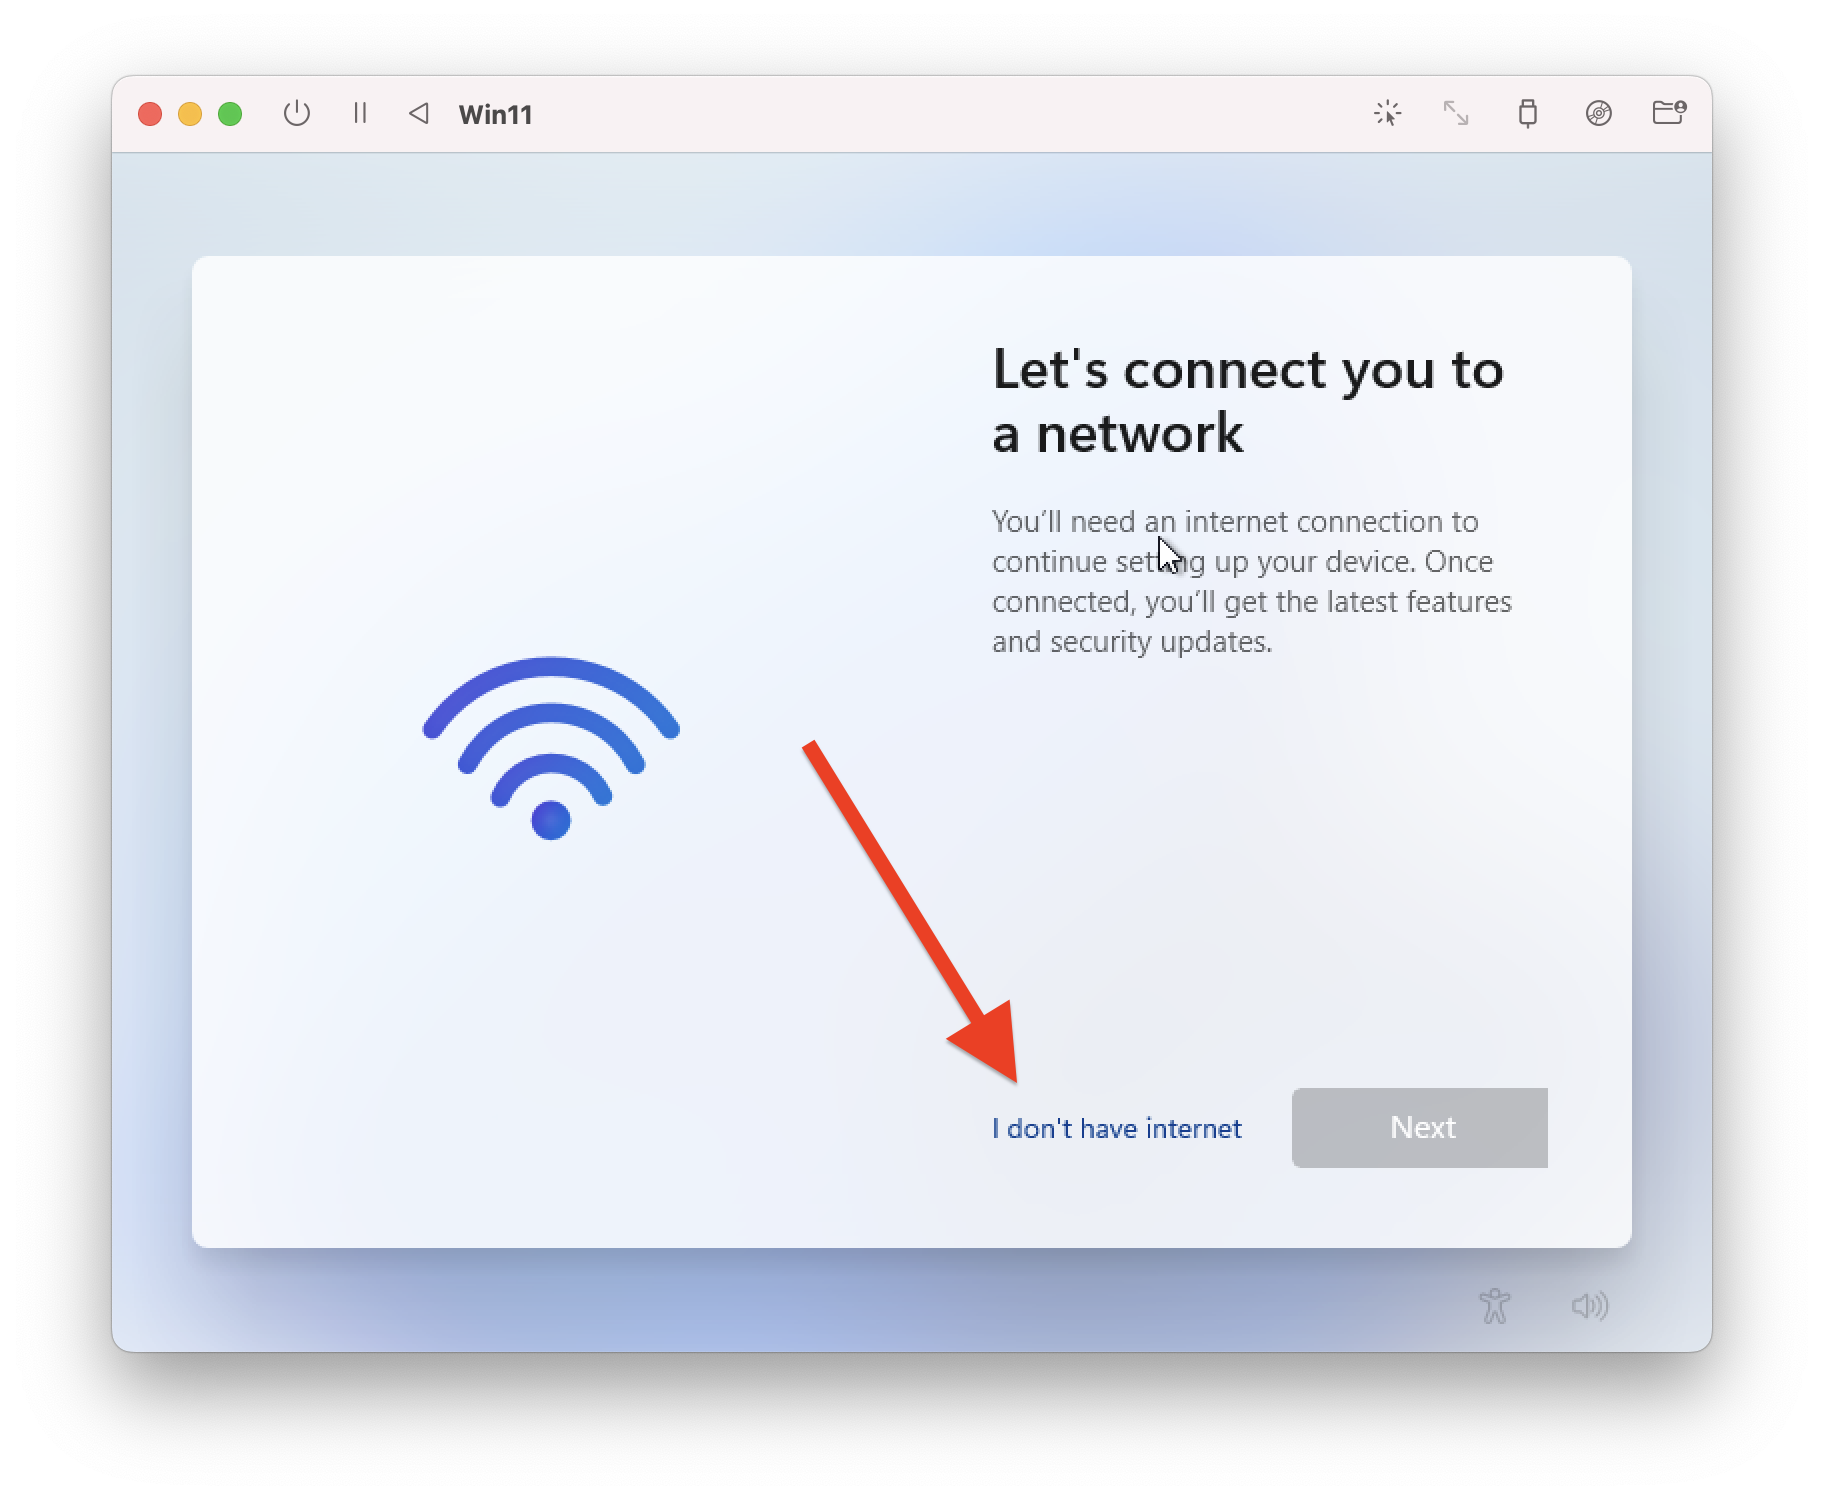 Win11
Let's connect you to
a network
You’ll need an internet connection to
continue setting up your device. Once
connected, you’ll get the latest features
and security updates.
I don't have internet
Next